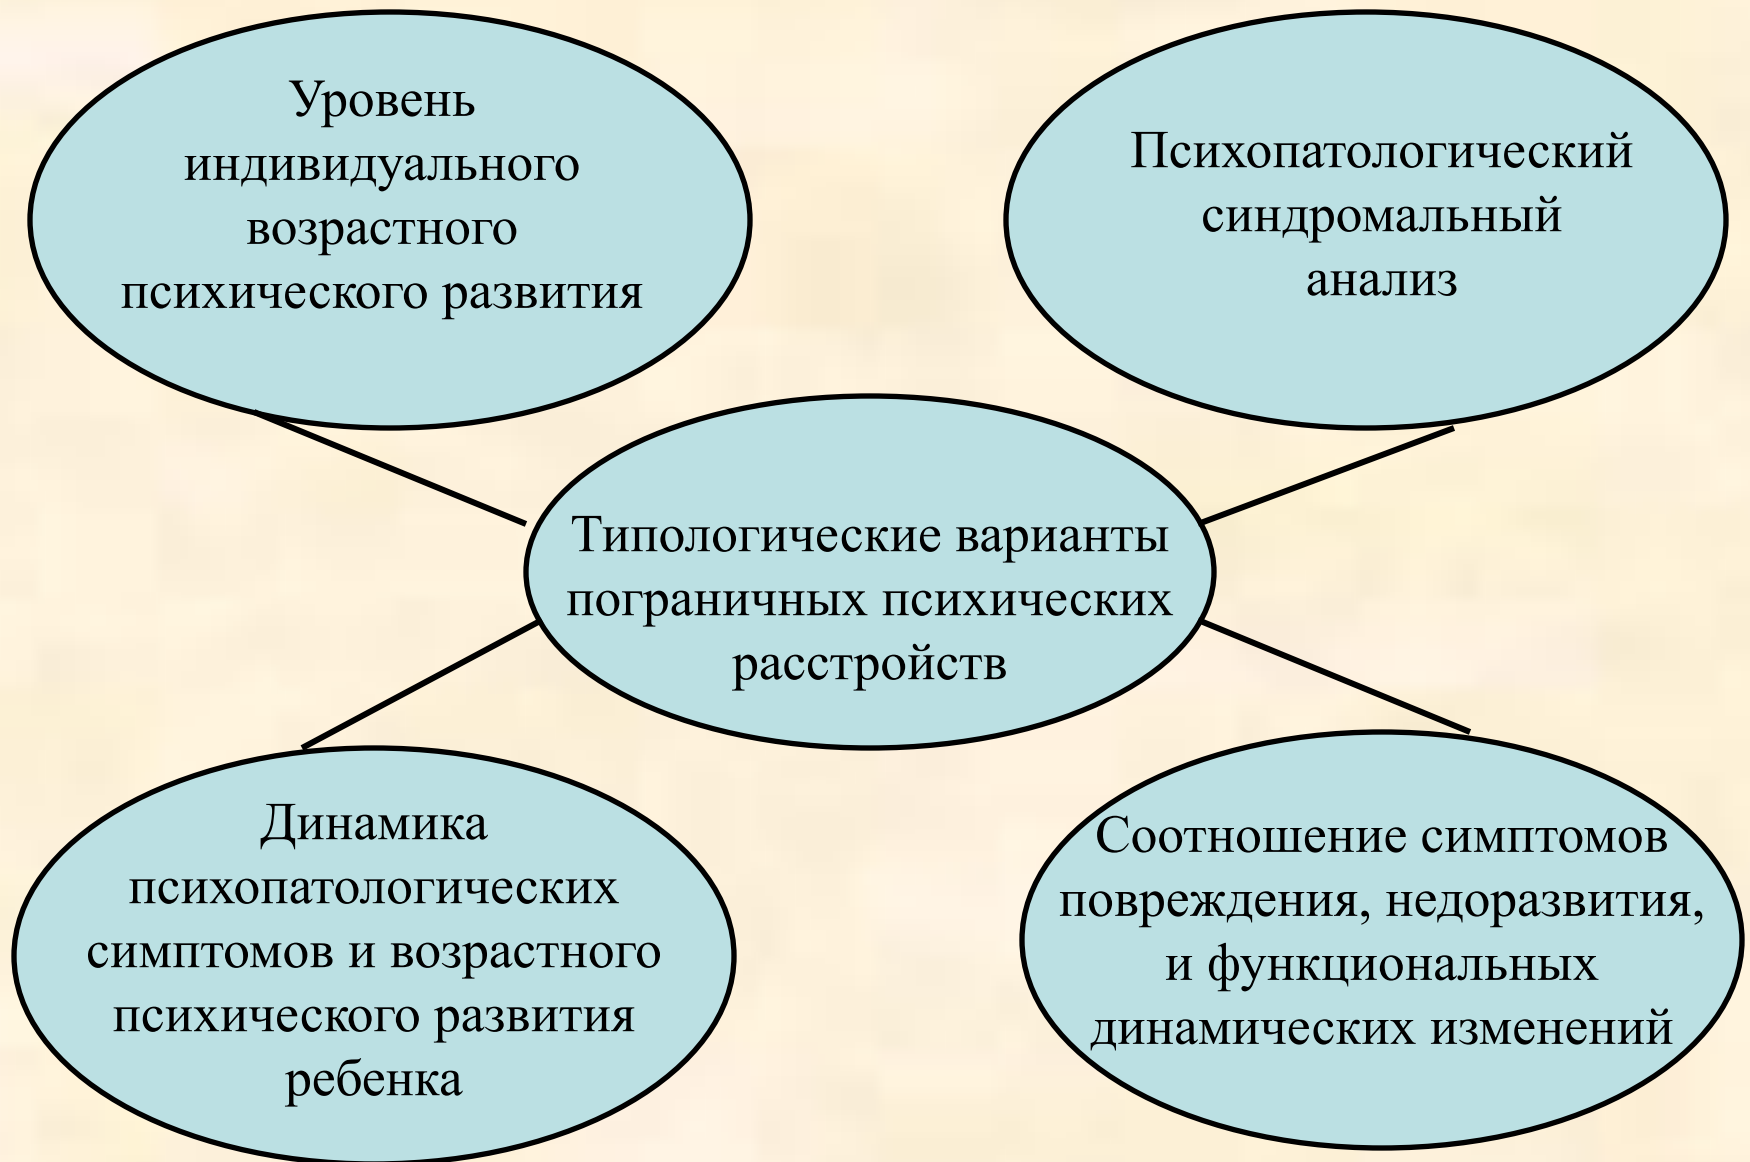 Уровень
индивидуального
возрастного
психического развития
Психопатологический
синдромальный
анализ
Типологические варианты
пограничных психических
расстройств
Динамика
психопатологических
симптомов и возрастного
психического развития
ребенка
Соотношение симптомов
повреждения, недоразвития,
и функциональных
динамических изменений